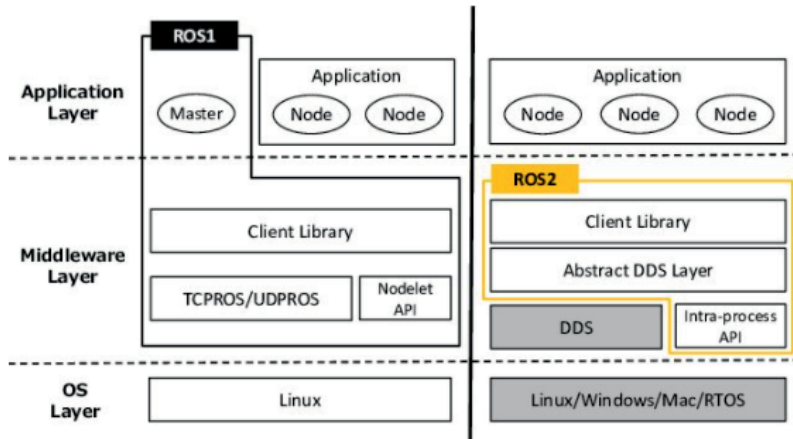 ROS1
Application
Layer
Master
Application
Node
Node
Application
Node
Node
Node
Middleware
Layer
Client Library
TCPROS/UDPROS
Nodelet
API
ROS2
Client Library
Abstract DDS Layer
DDS
Intra-process
API
OS
Layer
Linux
Linux/Windows/Mac/RTOS